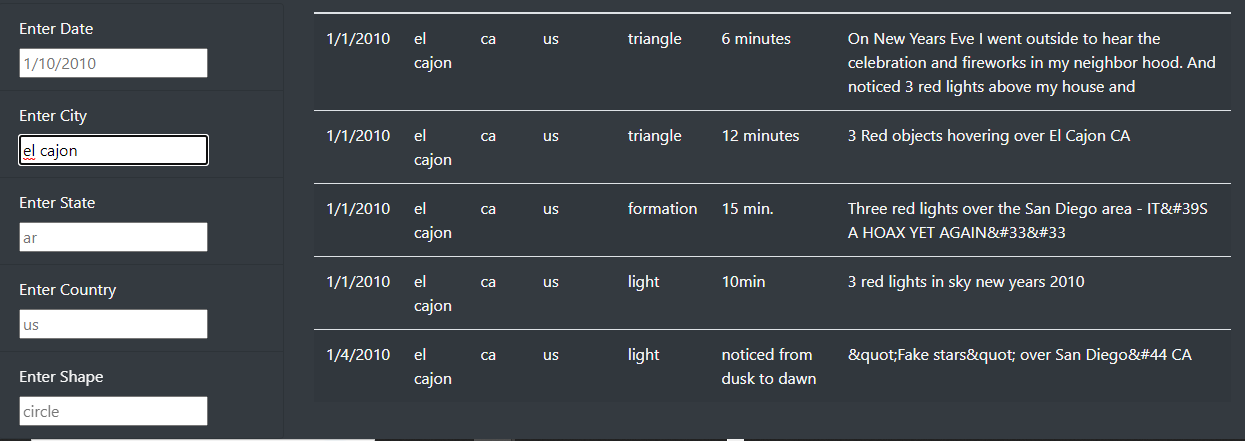 Enter Date
1/10/2010
Enter City
el cajon
Enter State
ar
Enter Country
us
Enter Shape
circle
1/1/2010 el cajon ca us triangle 6 minutes On New Years Eve I went outside to hear the
celebration and fireworks in my neighbor hood. And
noticed 3 red lights above my house and
1/1/2010 el cajon ca us triangle 12 minutes 3 Red objects hovering over El Cajon CA
1/1/2010 el cajon ca us formation 15 min. Three red lights over the San Diego area - IT&#39S
A HOAX YET AGAIN&#33&#33
1/1/2010 el cajon ca us light 10min 3 red lights in sky new years 2010
1/4/2010 el cajon ca us light noticed from dusk to dawn &quot;Fake stars&quot; over San Diego&#44 CA